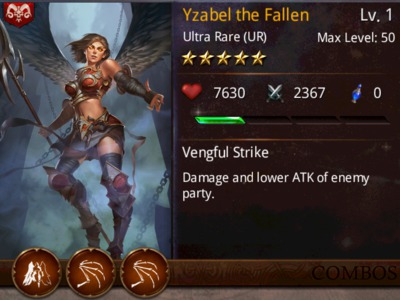 Yzabel the Fallen Lv. 1
Ultra Rare (UR) Max Level: 50
7630 2367 0
Vengful Strike
Damage and lower ATK of enemy
party.
COMBOS